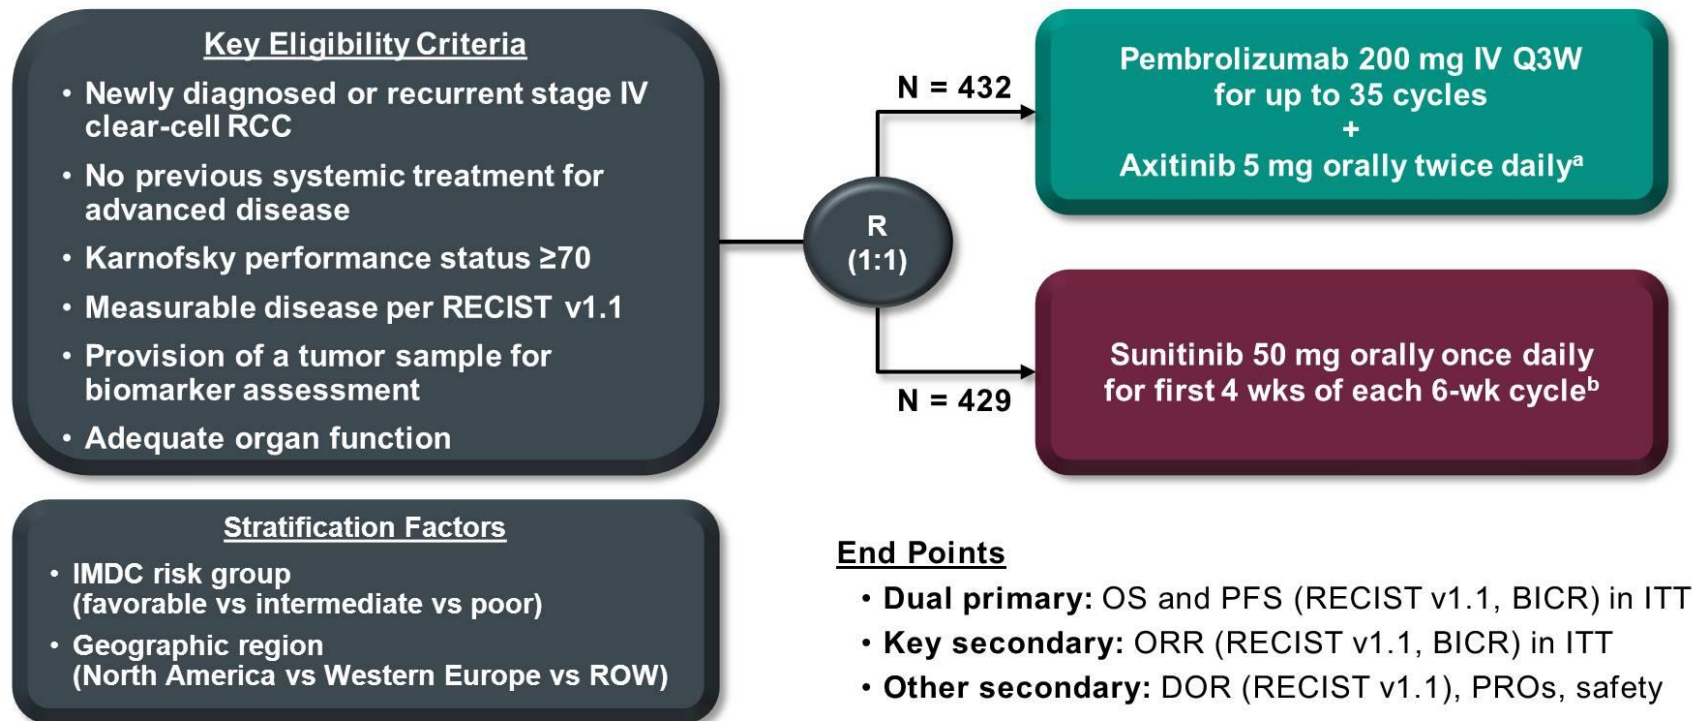 Key Eligibility Criteria
• Newly diagnosed or recurrent stage IV
clear-cell RCC
• No previous systemic treatment for
advanced disease
• Karnofsky performance status ≥70
• Measurable disease per RECIST v1.1
• Provision of a tumor sample for
biomarker assessment
• Adequate organ function
Stratification Factors
• IMDC risk group
(favorable vs intermediate vs poor)
• Geographic region
(North America vs Western Europe vs ROW)
R
(1:1)
N = 432
Pembrolizumab 200 mg IV Q3W
for up to 35 cycles
+
Axitinib 5 mg orally twice dailyᵃ
N = 429
Sunitinib 50 mg orally once daily
for first 4 wks of each 6-wk cycleᵇ
End Points
• Dual primary: OS and PFS (RECIST v1.1, BICR) in ITT
• Key secondary: ORR (RECIST v1.1, BICR) in ITT
• Other secondary: DOR (RECIST v1.1), PROs, safety